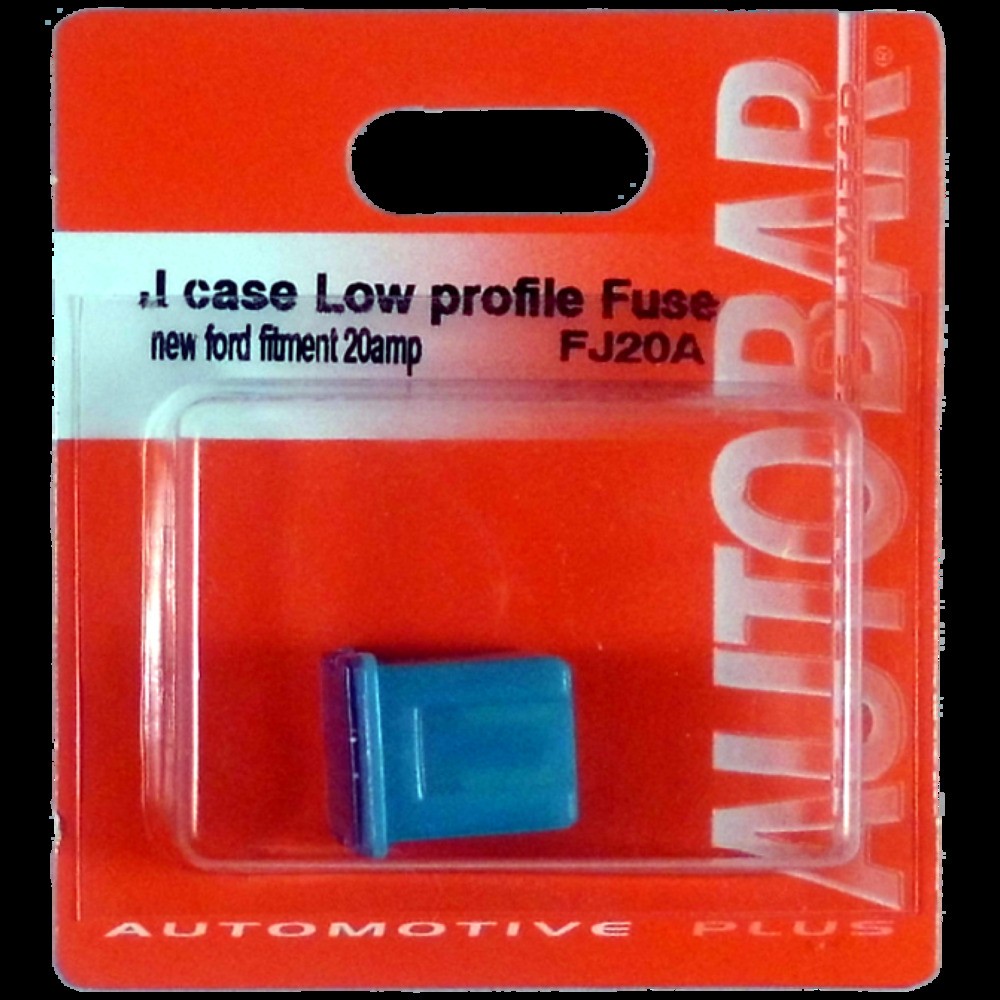 J case Low profile Fuse
new ford fitment 20amp FJ20A
AUTOBAR®
LIMITED
AUTOMOTIVE PLUS